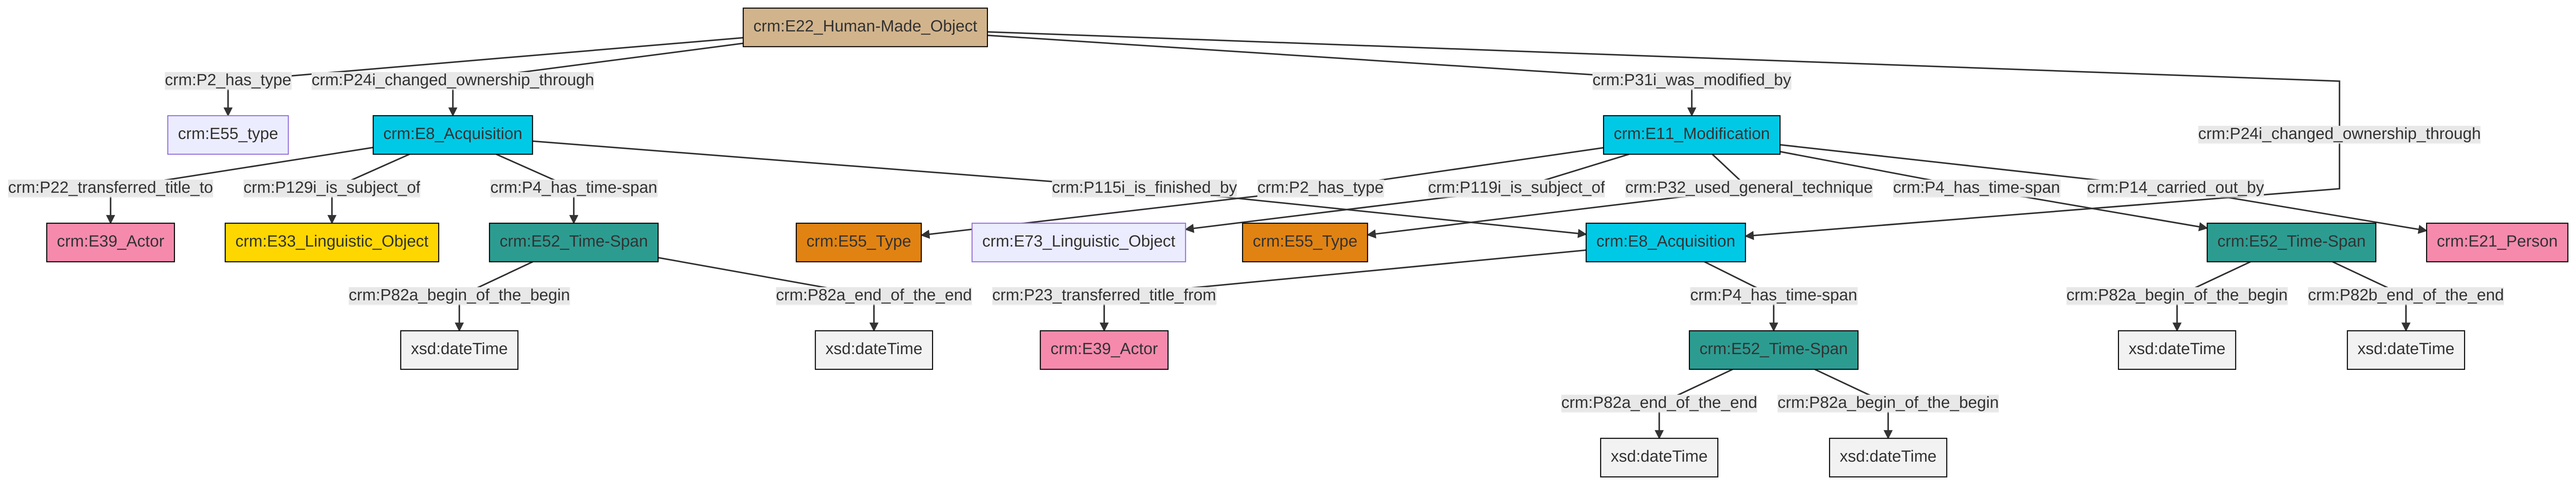 crm:E22_Human-Made_Object
crm:P2_has_type
crm:P24i_changed_ownership_through
crm:P31i_was_modified_by
crm:P24i_changed_ownership_through
crm:E55_type
crm:E8_Acquisition
crm:E11_Modification
crm:P22_transferred_title_to
crm:P129i_is_subject_of
crm:P4_has_time-span
crm:P115i_is_finished_by
crm:P2_has_type
crm:P119i_is_subject_of
crm:P32_used_general_technique
crm:P4_has_time-span
crm:P14_carried_out_by
crm:E39_Actor
crm:E33_Linguistic_Object
crm:E52_Time-Span
crm:E55_Type
crm:E73_Linguistic_Object
crm:E55_Type
crm:E8_Acquisition
crm:E52_Time-Span
crm:E21_Person
crm:P82a_begin_of_the_begin
crm:P82a_end_of_the_end
crm:P23_transferred_title_from
crm:P4_has_time-span
crm:P82a_begin_of_the_begin
crm:P82b_end_of_the_end
xsd:dateTime
xsd:dateTime
crm:E39_Actor
crm:E52_Time-Span
xsd:dateTime
xsd:dateTime
crm:P82a_end_of_the_end
crm:P82a_begin_of_the_begin
xsd:dateTime
xsd:dateTime